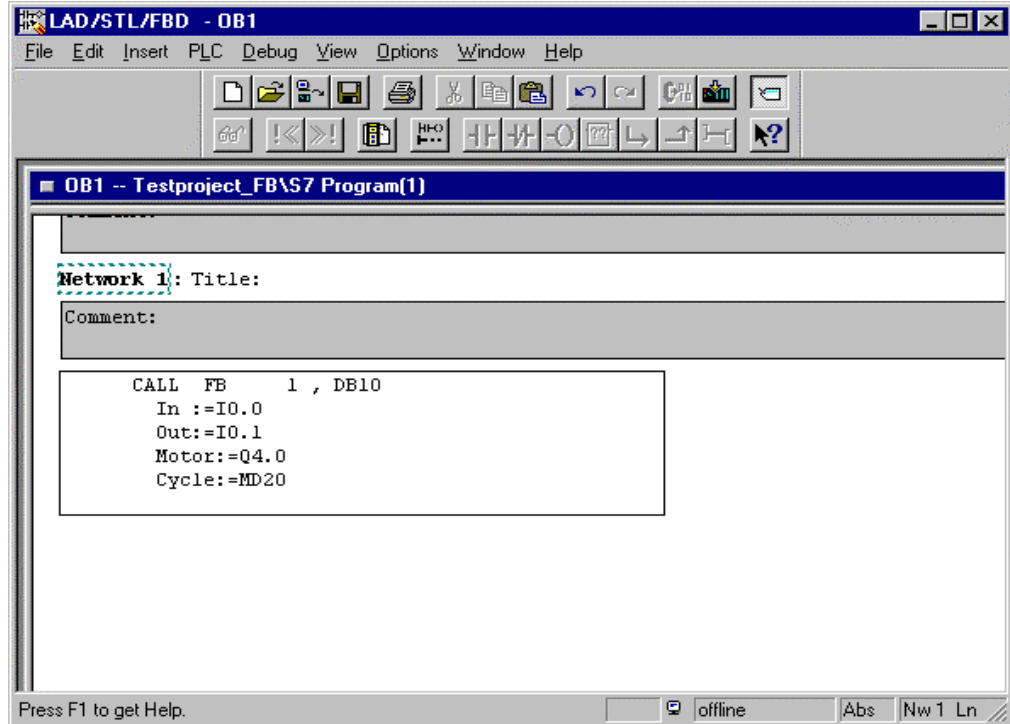 LAD/STL/FBD - OB1
File Edit Insert PLC Debug View Options Window Help
OB1 -- Testproject_FB\S7 Program(1)
Network 1: Title:
Comment:
CALL FB 1 , DB10
In :=I0.0
Out:=I0.1
Motor:=Q4.0
Cycle:=MD20
Press F1 to get Help. offline Abs Nw 1 Ln